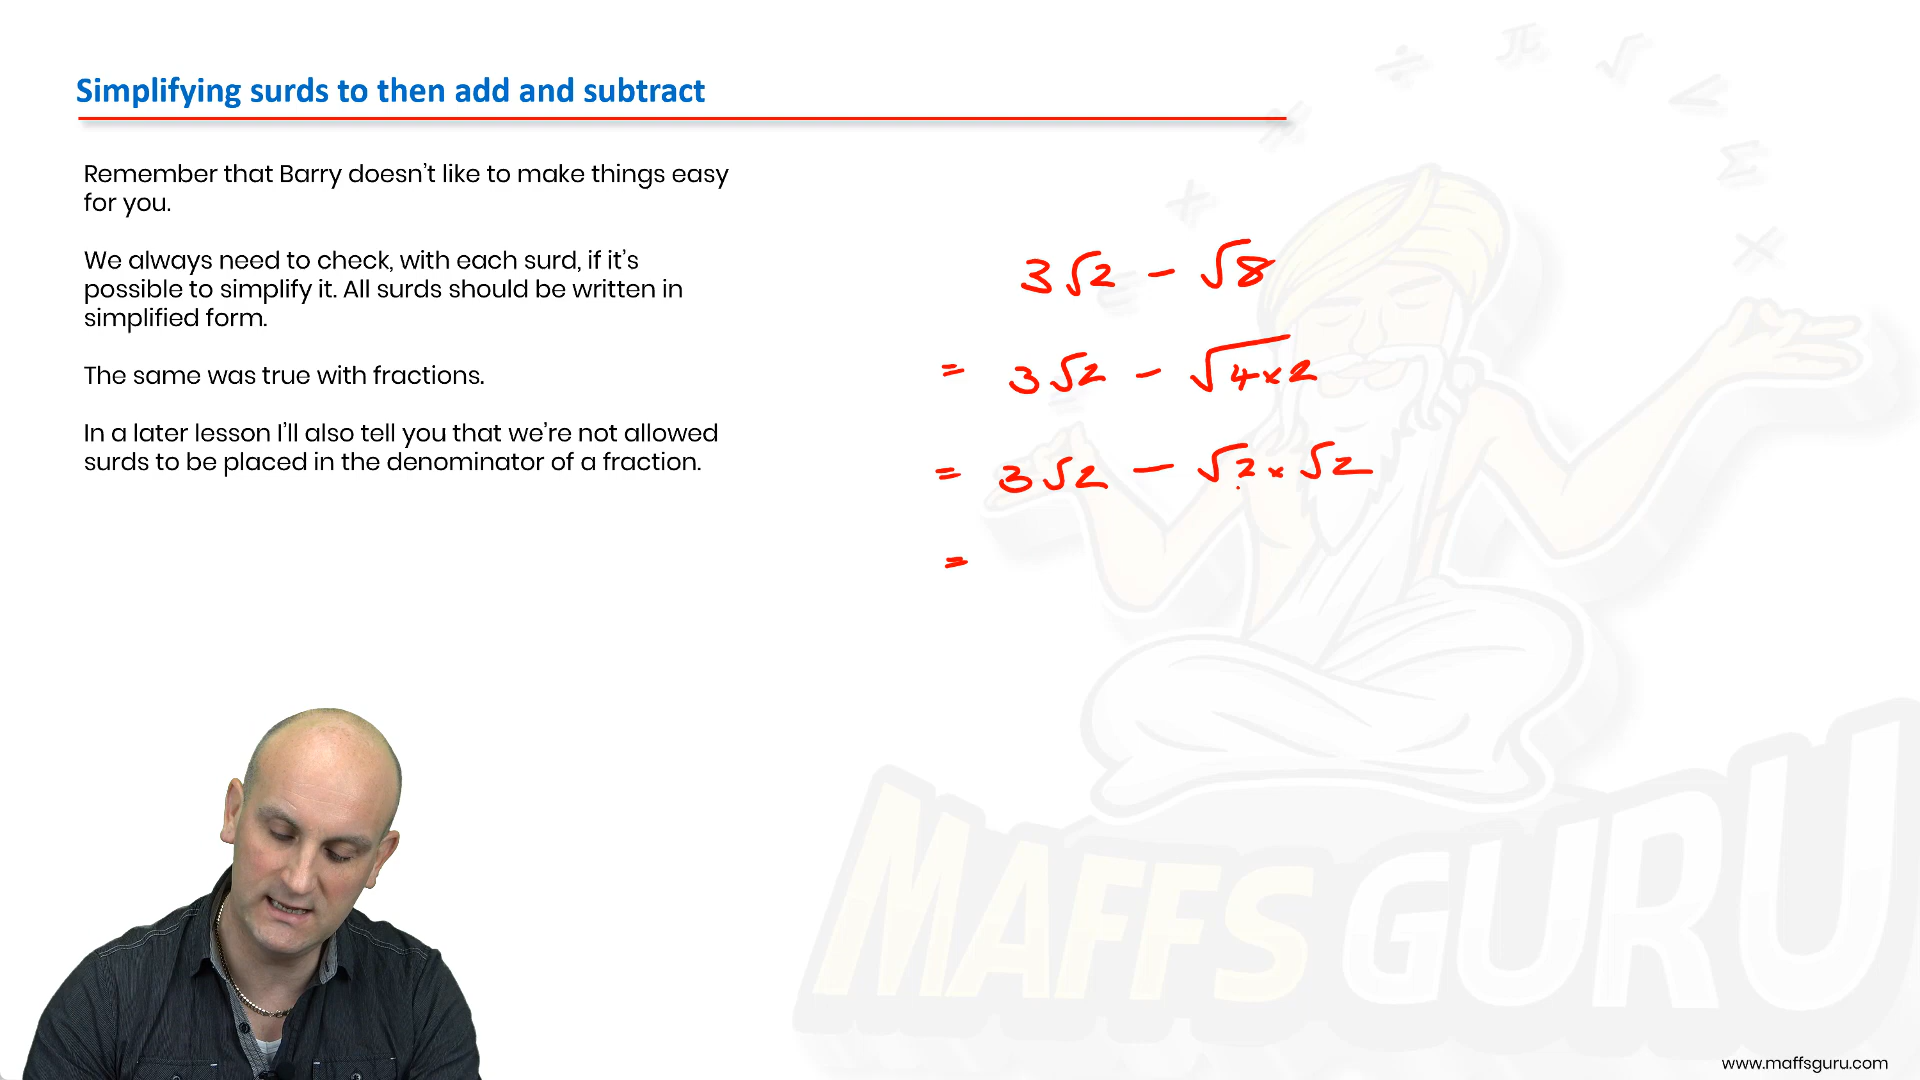 Simplifying surds to then add and subtract
Remember that Barry doesn't like to make things easy
for you.
We always need to check, with each surd, if it's
possible to simplify it. All surds should be written in
simplified form.
The same was true with fractions.
In a later lesson I'll also tell you that we're not allowed
surds to be placed in the denominator of a fraction.
3√2 − √8
= 3√2 − √4×2
= 3√2 − √2 × √2
=
÷ π √ < Σ × × ×
MAFFS GURU
www.maffsguru.com